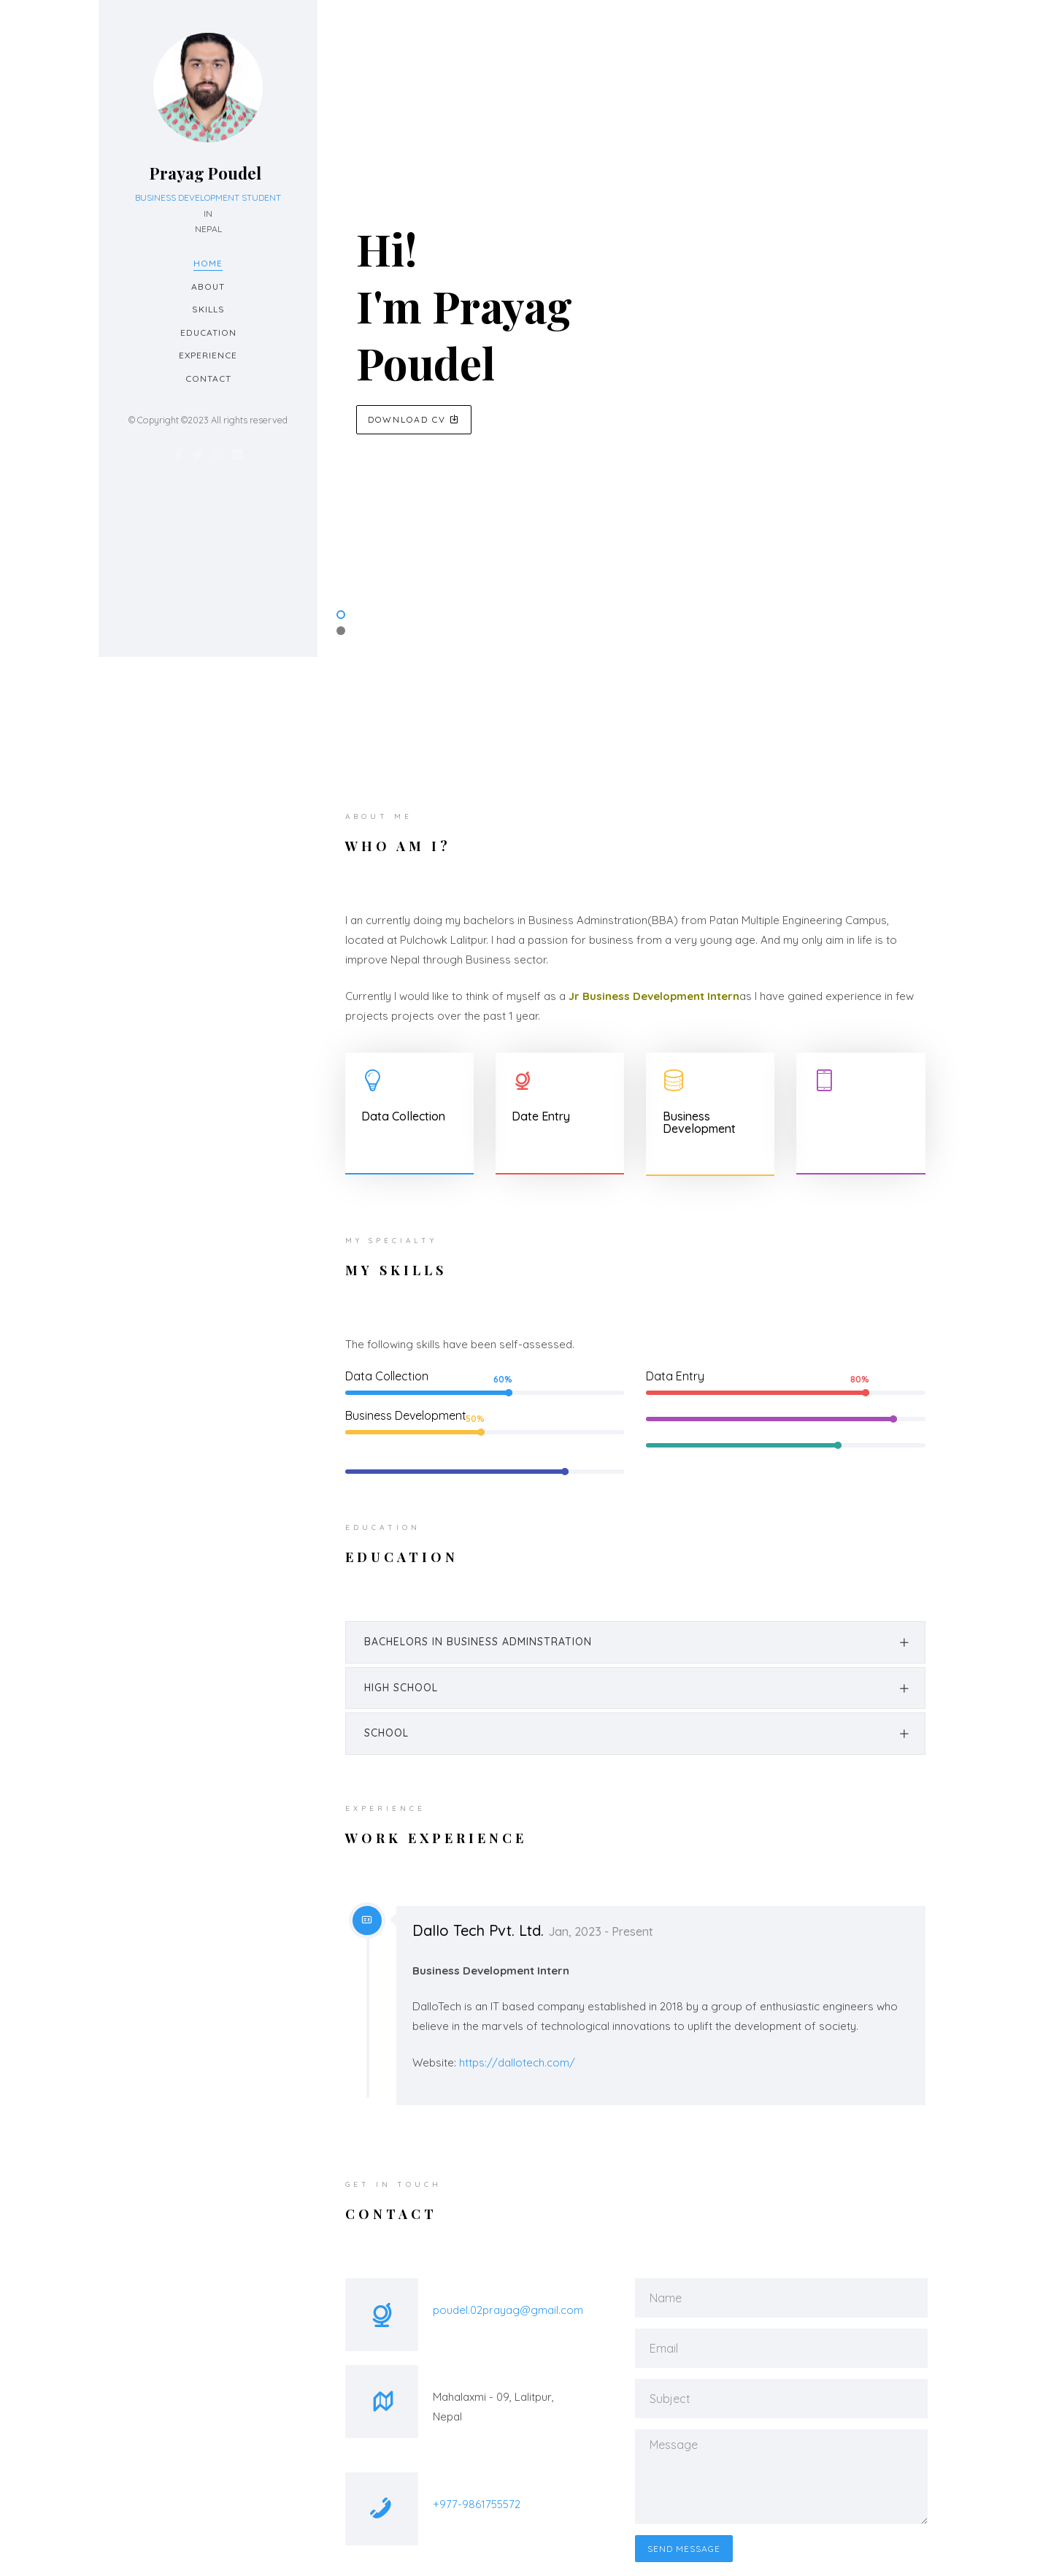 Prayag Poudel
BUSINESS DEVELOPMENT STUDENT
IN
NEPAL
HOME
ABOUT
SKILLS
EDUCATION
EXPERIENCE
CONTACT
© Copyright ©2023 All rights reserved
Hi!
I'm Prayag
Poudel
DOWNLOAD CV
ABOUT ME
WHO AM I?
I an currently doing my bachelors in Business Adminstration(BBA) from Patan Multiple Engineering Campus,
located at Pulchowk Lalitpur. I had a passion for business from a very young age. And my only aim in life is to
improve Nepal through Business sector.
Currently I would like to think of myself as a Jr Business Development Internas I have gained experience in few
projects projects over the past 1 year.
Data Collection
Date Entry
Business
Development
MY SPECIALTY
MY SKILLS
The following skills have been self-assessed.
Data Collection 60%
Data Entry 80%
Business Development 50%
EDUCATION
EDUCATION
BACHELORS IN BUSINESS ADMINSTRATION
HIGH SCHOOL
SCHOOL
EXPERIENCE
WORK EXPERIENCE
Dallo Tech Pvt. Ltd. Jan, 2023 - Present
Business Development Intern
DalloTech is an IT based company established in 2018 by a group of enthusiastic engineers who
believe in the marvels of technological innovations to uplift the development of society.
Website: https://dallotech.com/
GET IN TOUCH
CONTACT
poudel.02prayag@gmail.com
Mahalaxmi - 09, Lalitpur,
Nepal
+977-9861755572
Name
Email
Subject
Message
SEND MESSAGE